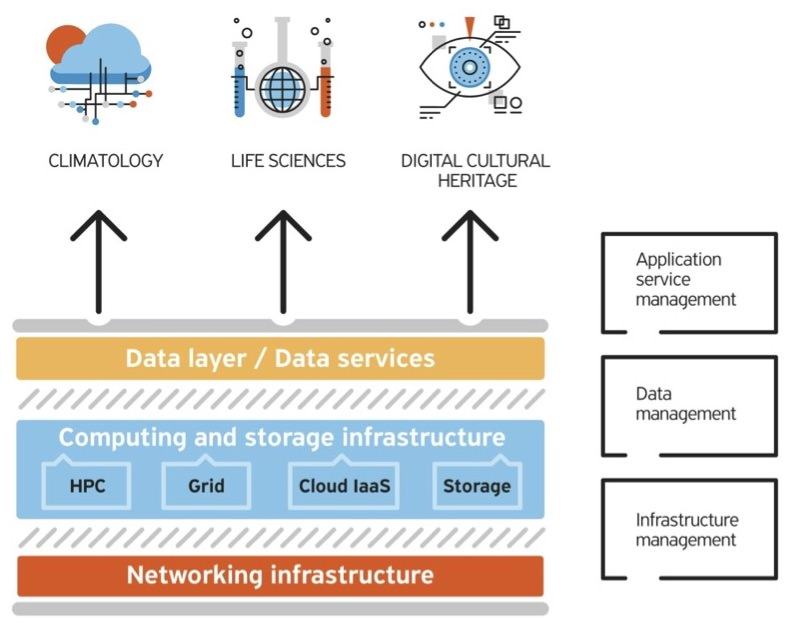 CLIMATOLOGY
LIFE SCIENCES
DIGITAL CULTURAL
HERITAGE
Application
service
management
Data layer / Data services
Data
management
Computing and storage infrastructure
HPC
Grid
Cloud IaaS
Storage
Infrastructure
management
Networking infrastructure